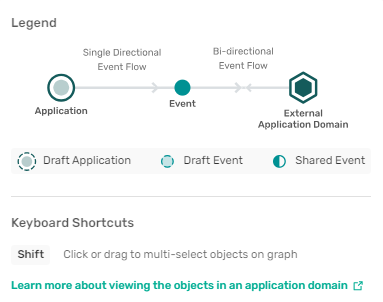 Legend
Single Directional
Event Flow
Bi-directional
Event Flow
Application
Event
External
Application Domain
Draft Application
Draft Event
Shared Event
Keyboard Shortcuts
Shift Click or drag to multi-select objects on graph
Learn more about viewing the objects in an application domain